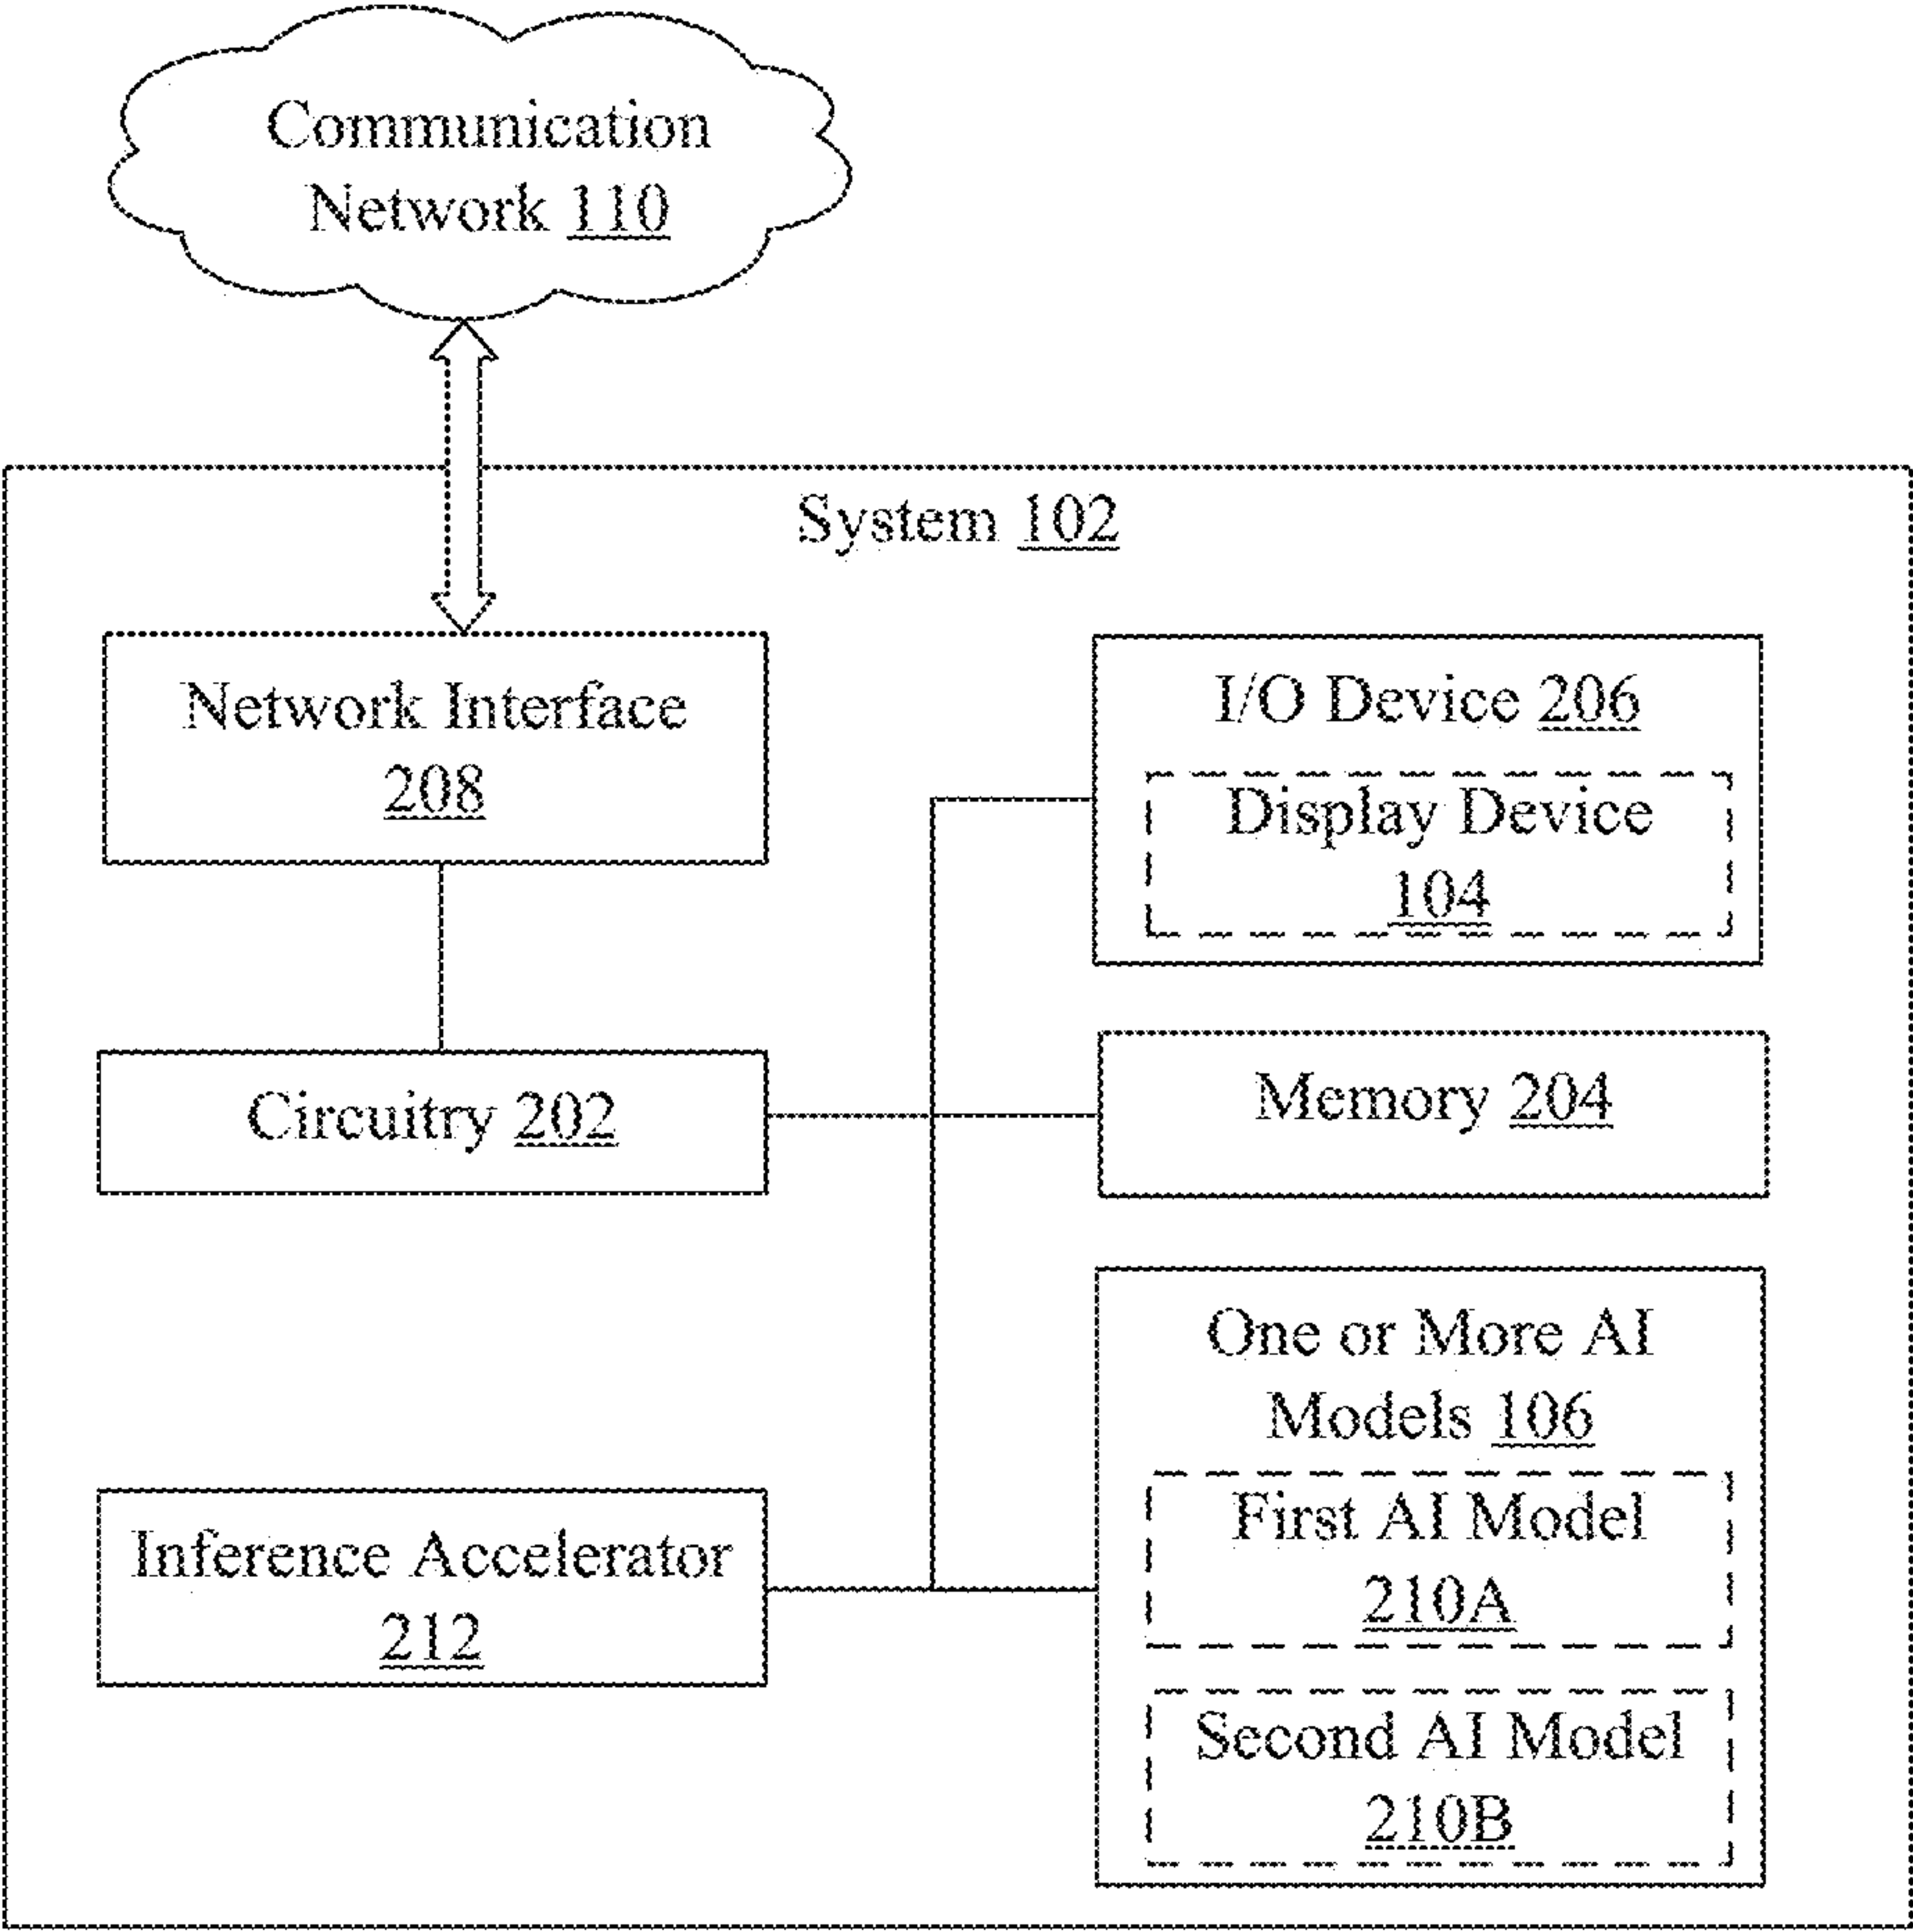 Communication
Network 110
System 102
Network Interface
208
I/O Device 206
Display Device
104
Circuitry 202
Memory 204
One or More AI
Models 106
First AI Model
210A
Inference Accelerator
212
Second AI Model
210B